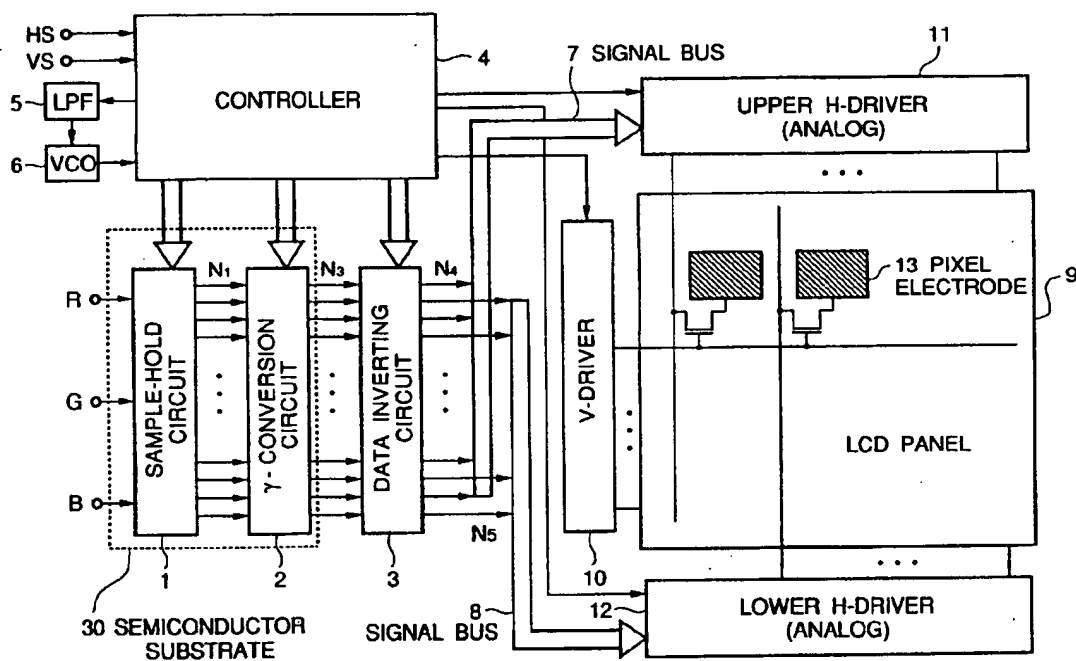 HS
VS
CONTROLLER
4
5
LPF
6
VCO
7 SIGNAL BUS
11
UPPER H-DRIVER
(ANALOG)
R
G
B
N1
N3
N4
N5
SAMPLE-HOLD
CIRCUIT
γ-CONVERSION
CIRCUIT
DATA INVERTING
CIRCUIT
1
2
3
30 SEMICONDUCTOR
SUBSTRATE
V-DRIVER
10
13 PIXEL
ELECTRODE
9
LCD PANEL
8
SIGNAL BUS
12
LOWER H-DRIVER
(ANALOG)